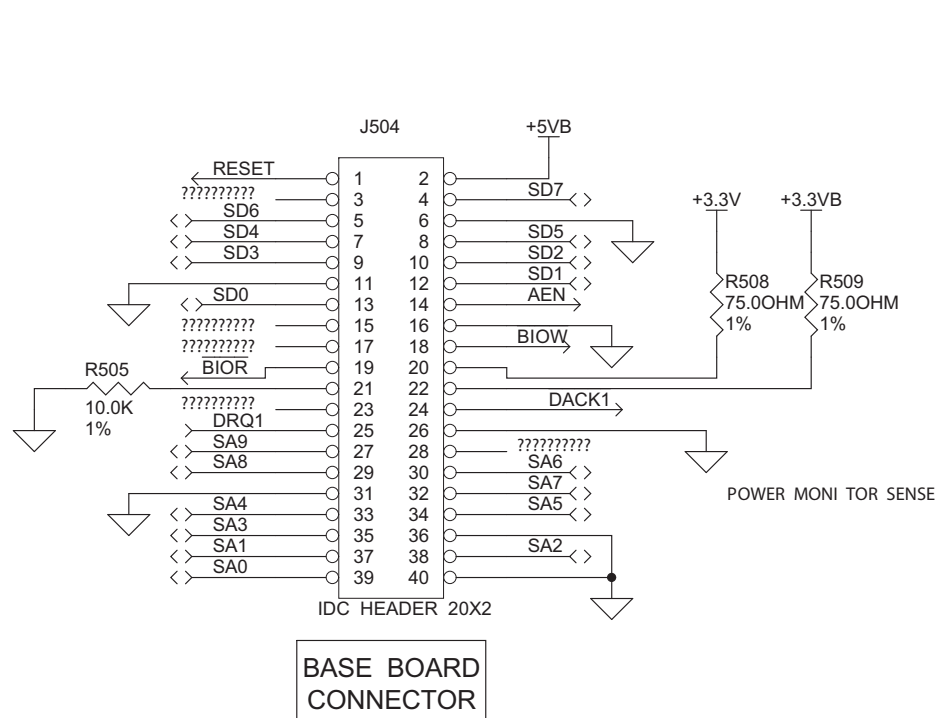 J504
+5VB
RESET
1 2
?????????? 3 4 SD7
SD6 5 6
SD4 7 8 SD5
SD3 9 10 SD2
11 12 SD1
SD0 13 14 AEN
?????????? 15 16
?????????? 17 18 BIOW
BIOR 19 20
21 22
?????????? 23 24 DACK1
DRQ1 25 26
SA9 27 28 ??????????
SA8 29 30 SA6
31 32 SA7
SA4 33 34 SA5
SA3 35 36
SA1 37 38 SA2
SA0 39 40
+3.3V
+3.3VB
R508
75.0OHM
1%
R509
75.0OHM
1%
R505
10.0K
1%
POWER MONI TOR SENSE
IDC HEADER 20X2
BASE BOARD
CONNECTOR